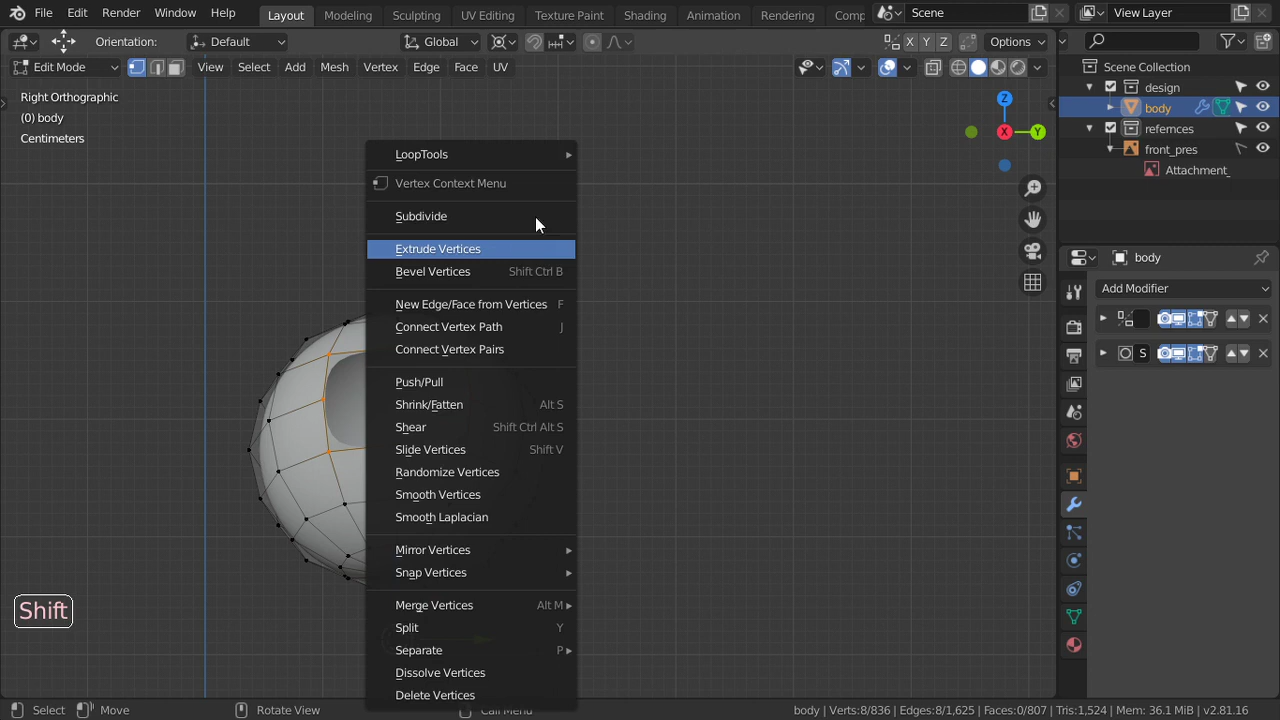 File Edit Render Window Help Layout Modeling Sculpting UV Editing Texture Paint Shading Animation Rendering Comp Scene View Layer
Orientation: Default Global X Y Z Options
Edit Mode View Select Add Mesh Vertex Edge Face UV
Right Orthographic
(0) body
Centimeters
LoopTools
Vertex Context Menu
Subdivide
Extrude Vertices
Bevel Vertices Shift Ctrl B
New Edge/Face from Vertices F
Connect Vertex Path J
Connect Vertex Pairs
Push/Pull
Shrink/Fatten Alt S
Shear Shift Ctrl Alt S
Slide Vertices Shift V
Randomize Vertices
Smooth Vertices
Smooth Laplacian
Mirror Vertices
Snap Vertices
Merge Vertices Alt M
Split Y
Separate P
Dissolve Vertices
Delete Vertices
Shift
Z
X Y
Scene Collection
design
body
refernces
front_pres
Attachment_
body
Add Modifier
S
Select Move Rotate View Call Menu body | Verts:8/836 | Edges:8/1,625 | Faces:0/807 | Tris:1,524 | Mem: 36.1 MiB | v2.81.16